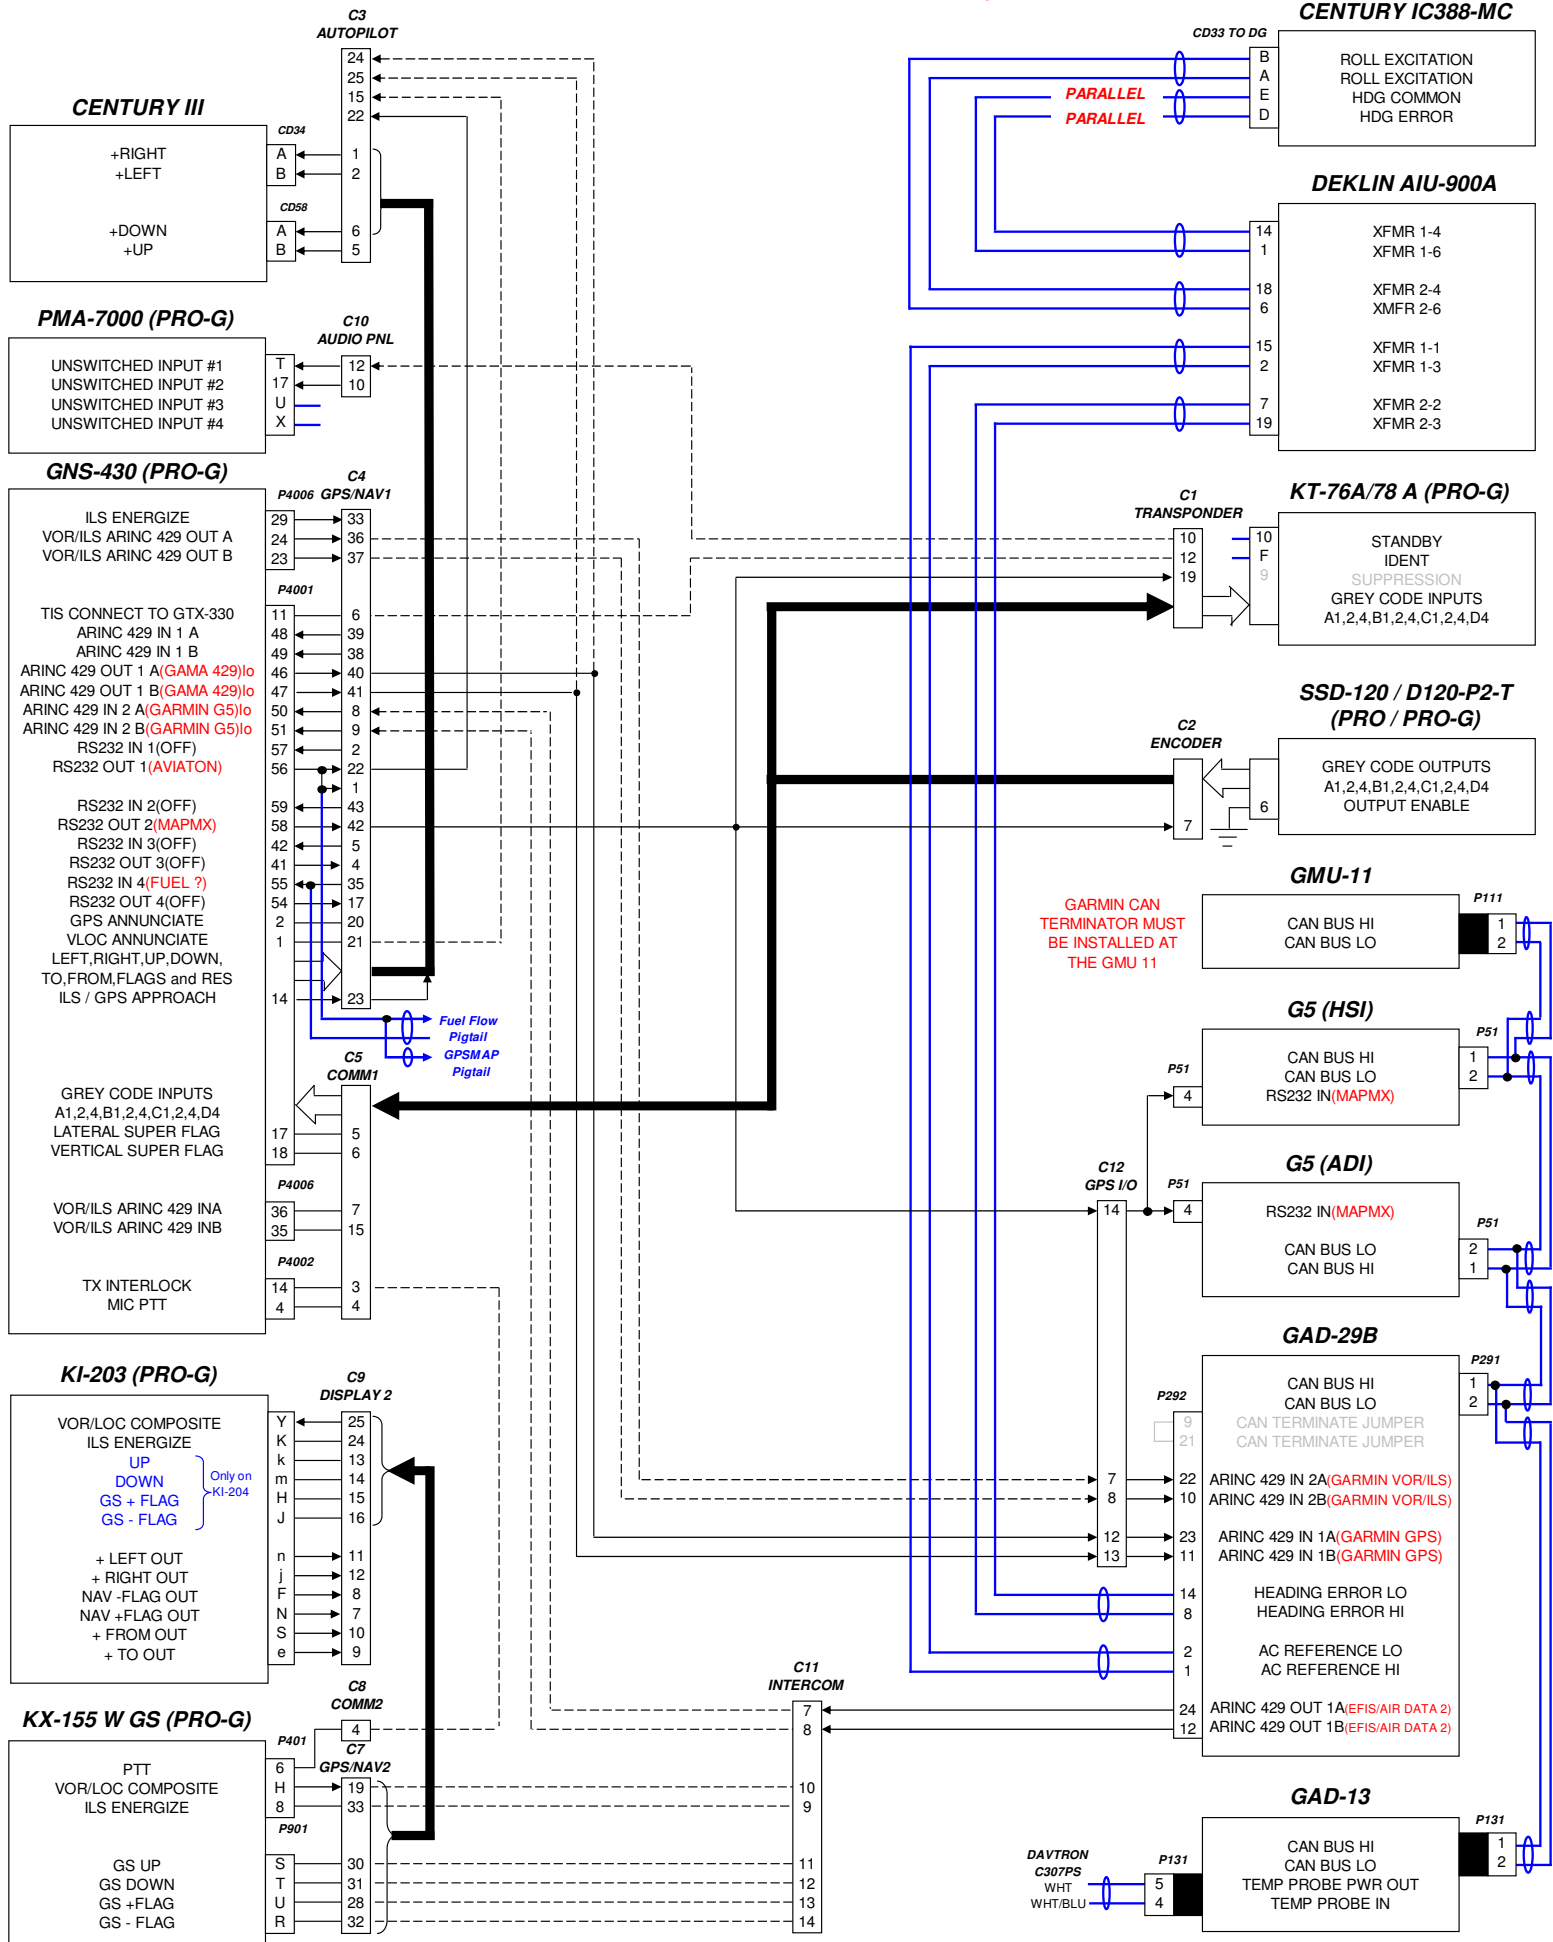 C3
AUTOPILOT
24
25
15
22
1
2
6
5
CENTURY III
CD34
+RIGHT A
+LEFT B
CD58
+DOWN A
+UP B
PMA-7000 (PRO-G)
C10
AUDIO PNL
UNSWITCHED INPUT #1 T 12
UNSWITCHED INPUT #2 17 10
UNSWITCHED INPUT #3 U
UNSWITCHED INPUT #4 X
GNS-430 (PRO-G)
C4
P4006 GPS/NAV1
ILS ENERGIZE 29 33
VOR/ILS ARINC 429 OUT A 24 36
VOR/ILS ARINC 429 OUT B 23 37
P4001
TIS CONNECT TO GTX-330 11 6
ARINC 429 IN 1 A 48 39
ARINC 429 IN 1 B 49 38
ARINC 429 OUT 1 A(GAMA 429)lo 46 40
ARINC 429 OUT 1 B(GAMA 429)lo 47 41
ARINC 429 IN 2 A(GARMIN G5)lo 50 8
ARINC 429 IN 2 B(GARMIN G5)lo 51 9
RS232 IN 1(OFF) 57 2
RS232 OUT 1(AVIATON) 56 22
1
RS232 IN 2(OFF) 59 43
RS232 OUT 2(MAPMX) 58 42
RS232 IN 3(OFF) 42 5
RS232 OUT 3(OFF) 41 4
RS232 IN 4(FUEL ?) 55 35
RS232 OUT 4(OFF) 54 17
GPS ANNUNCIATE 2 20
VLOC ANNUNCIATE 1 21
LEFT,RIGHT,UP,DOWN,
TO,FROM,FLAGS and RES
ILS / GPS APPROACH 14 23
Fuel Flow
Pigtail
GPSMAP
Pigtail
C5
COMM1
GREY CODE INPUTS
A1,2,4,B1,2,4,C1,2,4,D4
LATERAL SUPER FLAG 17 5
VERTICAL SUPER FLAG 18 6
P4006
VOR/ILS ARINC 429 INA 36 7
VOR/ILS ARINC 429 INB 35 15
P4002
TX INTERLOCK 14 3
MIC PTT 4 4
KI-203 (PRO-G)
C9
DISPLAY 2
VOR/LOC COMPOSITE Y 25
ILS ENERGIZE K 24
UP k 13
DOWN m 14
GS + FLAG H 15
GS - FLAG J 16
Only on
KI-204
+ LEFT OUT n 11
+ RIGHT OUT j 12
NAV -FLAG OUT F 8
NAV +FLAG OUT N 7
+ FROM OUT S 10
+ TO OUT e 9
C8
COMM2
4
KX-155 W GS (PRO-G)
P401
C7
GPS/NAV2
PTT 6
VOR/LOC COMPOSITE H 19
ILS ENERGIZE 8 33
P901
GS UP S 30
GS DOWN T 31
GS +FLAG U 28
GS - FLAG R 32
C11
INTERCOM
7
8
10
9
11
12
13
14
CENTURY IC388-MC
CD33 TO DG
B ROLL EXCITATION
A ROLL EXCITATION
PARALLEL E HDG COMMON
PARALLEL D HDG ERROR
DEKLIN AIU-900A
14 XFMR 1-4
1 XFMR 1-6
18 XFMR 2-4
6 XMFR 2-6
15 XFMR 1-1
2 XFMR 1-3
7 XFMR 2-2
19 XFMR 2-3
KT-76A/78 A (PRO-G)
C1
TRANSPONDER
10 10 STANDBY
12 F IDENT
19 9 SUPPRESSION
GREY CODE INPUTS
A1,2,4,B1,2,4,C1,2,4,D4
SSD-120 / D120-P2-T
(PRO / PRO-G)
C2
ENCODER
GREY CODE OUTPUTS
A1,2,4,B1,2,4,C1,2,4,D4
6 OUTPUT ENABLE
7
GMU-11
P111
GARMIN CAN
TERMINATOR MUST
BE INSTALLED AT
THE GMU 11
CAN BUS HI 1
CAN BUS LO 2
G5 (HSI)
P51
CAN BUS HI 1
CAN BUS LO 2
P51
4 RS232 IN(MAPMX)
G5 (ADI)
C12
GPS I/O
P51
14 4 RS232 IN(MAPMX)
P51
CAN BUS LO 2
CAN BUS HI 1
GAD-29B
P291
CAN BUS HI 1
CAN BUS LO 2
P292
9 CAN TERMINATE JUMPER
21 CAN TERMINATE JUMPER
7 22 ARINC 429 IN 2A(GARMIN VOR/ILS)
8 10 ARINC 429 IN 2B(GARMIN VOR/ILS)
12 23 ARINC 429 IN 1A(GARMIN GPS)
13 11 ARINC 429 IN 1B(GARMIN GPS)
14 HEADING ERROR LO
8 HEADING ERROR HI
2 AC REFERENCE LO
1 AC REFERENCE HI
24 ARINC 429 OUT 1A(EFIS/AIR DATA 2)
12 ARINC 429 OUT 1B(EFIS/AIR DATA 2)
GAD-13
P131
CAN BUS HI 1
CAN BUS LO 2
DAVTRON
C307PS
P131
WHT 5 TEMP PROBE PWR OUT
WHT/BLU 4 TEMP PROBE IN